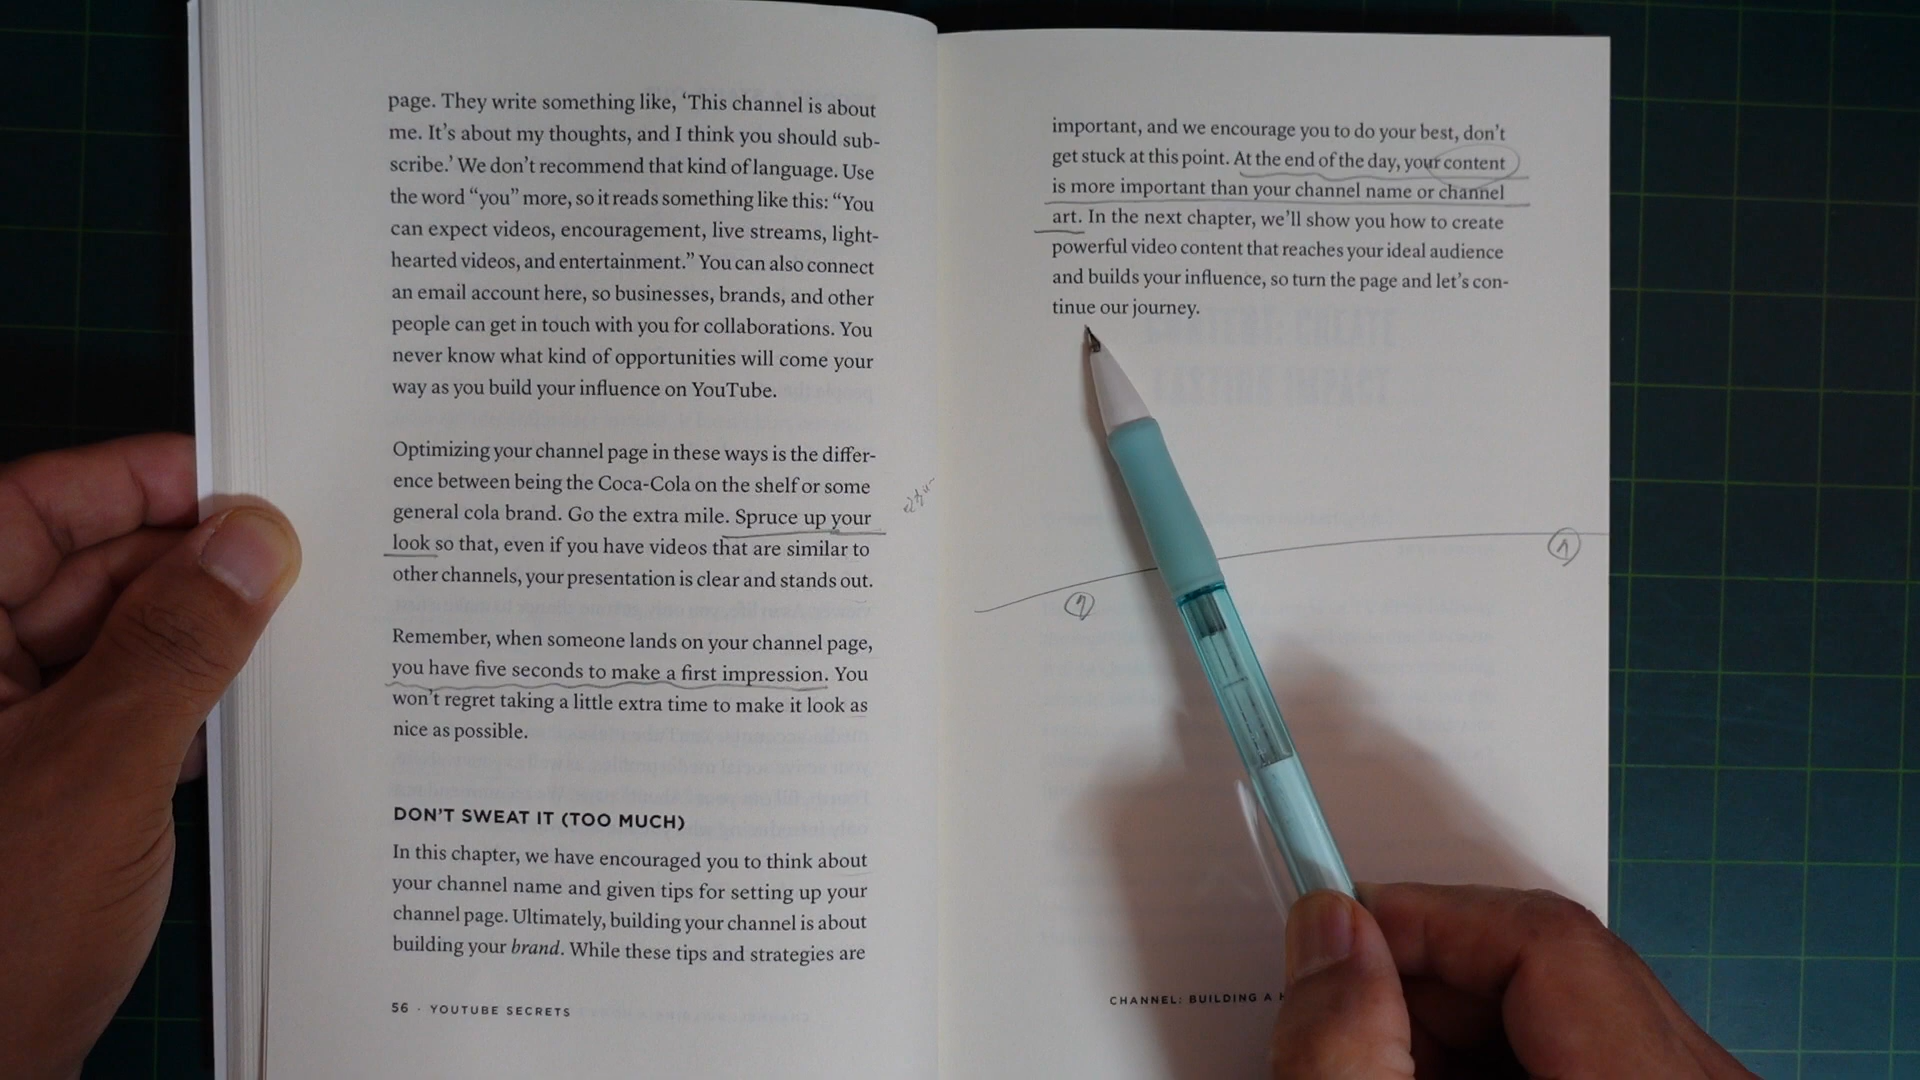 page. They write something like, ‘This channel is about
me. It’s about my thoughts, and I think you should sub-
scribe.’ We don’t recommend that kind of language. Use
the word “you” more, so it reads something like this: “You
can expect videos, encouragement, live streams, light-
hearted videos, and entertainment.” You can also connect
an email account here, so businesses, brands, and other
people can get in touch with you for collaborations. You
never know what kind of opportunities will come your
way as you build your influence on YouTube.
Optimizing your channel page in these ways is the differ-
ence between being the Coca-Cola on the shelf or some
general cola brand. Go the extra mile. Spruce up your
look so that, even if you have videos that are similar to
other channels, your presentation is clear and stands out.
Remember, when someone lands on your channel page,
you have five seconds to make a first impression. You
won’t regret taking a little extra time to make it look as
nice as possible.
DON’T SWEAT IT (TOO MUCH)
In this chapter, we have encouraged you to think about
your channel name and given tips for setting up your
channel page. Ultimately, building your channel is about
building your brand. While these tips and strategies are
56 · YOUTUBE SECRETS
important, and we encourage you to do your best, don’t
get stuck at this point. At the end of the day, your content
is more important than your channel name or channel
art. In the next chapter, we’ll show you how to create
powerful video content that reaches your ideal audience
and builds your influence, so turn the page and let’s con-
tinue our journey.
CHANNEL: BUILDING A